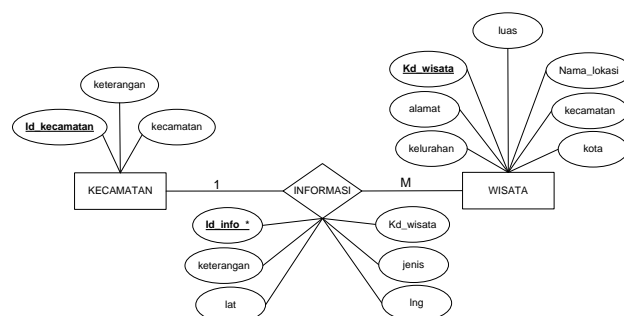 luas
keterangan
Kd_wisata
Nama_lokasi
Id_kecamatan
kecamatan
alamat
kecamatan
kelurahan
kota
KECAMATAN
1
INFORMASI
M
WISATA
Id_info_*
Kd_wisata
keterangan
jenis
lat
lng